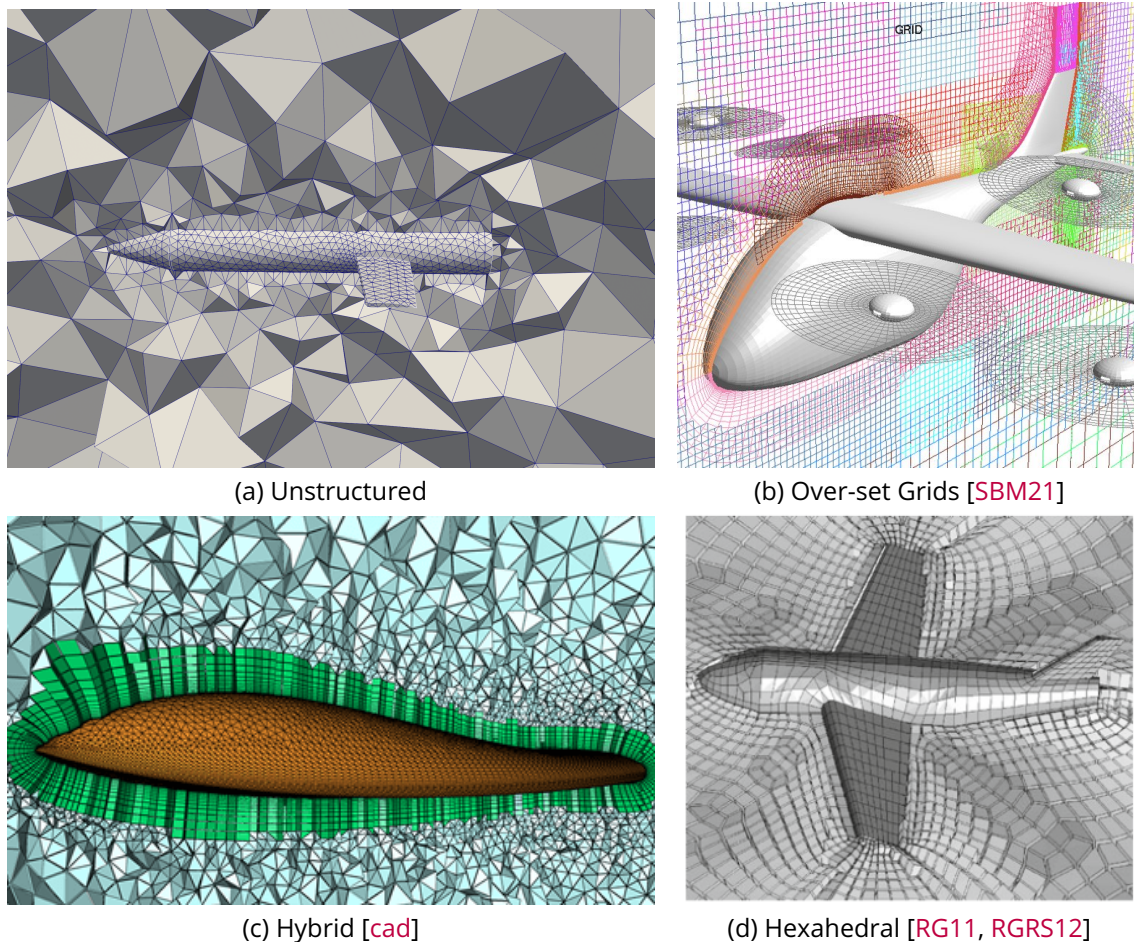 GRID
(a) Unstructured
(b) Over-set Grids [SBM21]
(c) Hybrid [cad]
(d) Hexahedral [RG11, RGRS12]